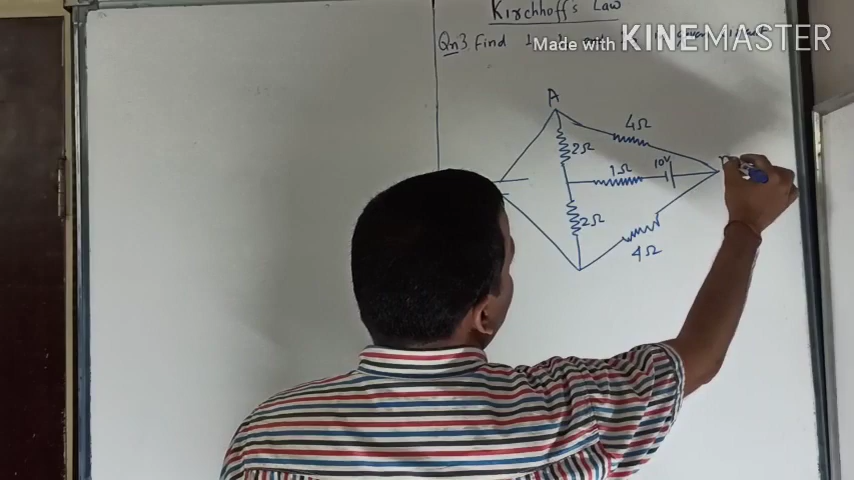 Kirchhoff's Law
Qn3 Find
Made with KINEMASTER
A
4Ω
2Ω
1Ω
10V
2Ω
4Ω